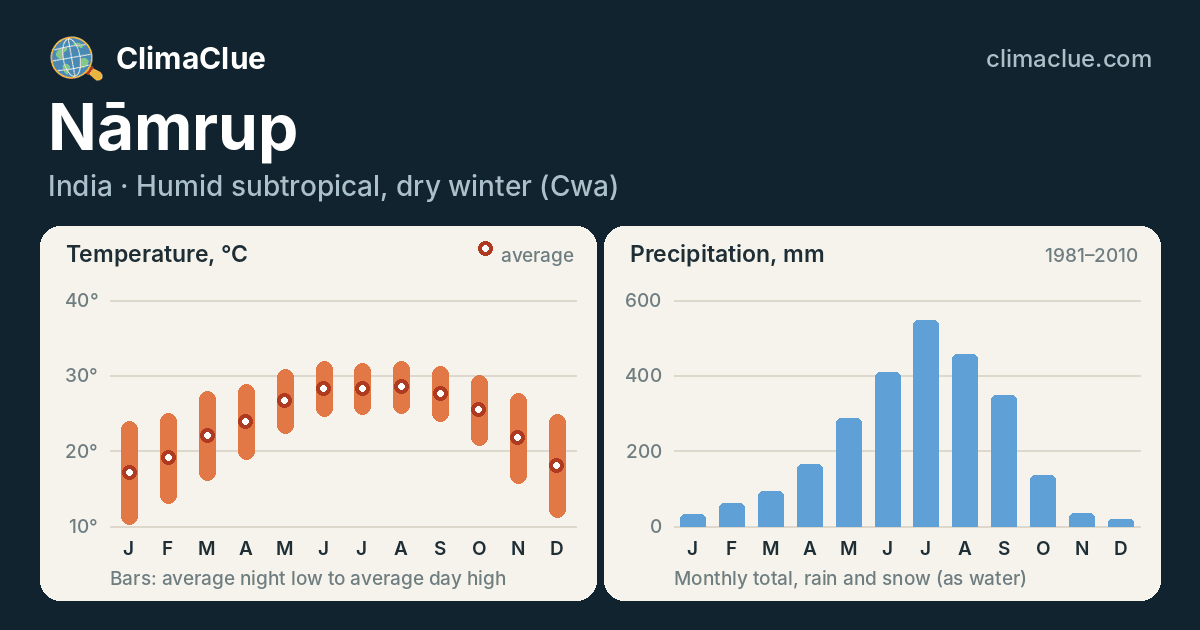 ClimaClue
climaclue.com
Nāmrup
India · Humid subtropical, dry winter (Cwa)
Temperature, °C
average
40°
30°
20°
10°
J F M A M J J A S O N D
Bars: average night low to average day high
Precipitation, mm
1981–2010
600
400
200
0
J F M A M J J A S O N D
Monthly total, rain and snow (as water)